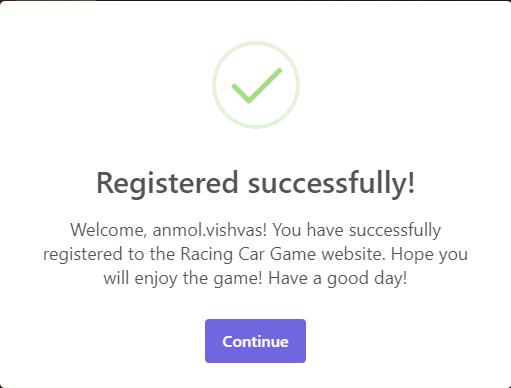 Registered successfully!
Welcome, anmol.vishvas! You have successfully
registered to the Racing Car Game website. Hope you
will enjoy the game! Have a good day!
Continue